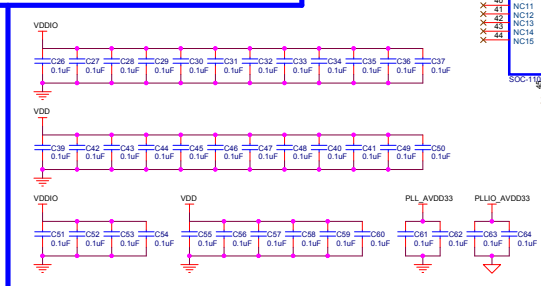 NC11
41 NC12
42 NC13
43 NC14
44 NC15
SOC-110
VDDIO
C26 C27 C28 C29 C30 C31 C32 C33 C34 C35 C36 C37
0.1uF 0.1uF 0.1uF 0.1uF 0.1uF 0.1uF 0.1uF 0.1uF 0.1uF 0.1uF 0.1uF 0.1uF
VDD
C39 C42 C43 C44 C45 C46 C47 C48 C40 C41 C49 C50
0.1uF 0.1uF 0.1uF 0.1uF 0.1uF 0.1uF 0.1uF 0.1uF 0.1uF 0.1uF 0.1uF 0.1uF
VDDIO VDD PLL_AVDD33 PLLIO_AVDD33
C51 C52 C53 C54 C55 C56 C57 C58 C59 C60 C61 C62 C63 C64
0.1uF 0.1uF 0.1uF 0.1uF 0.1uF 0.1uF 0.1uF 0.1uF 0.1uF 0.1uF 0.1uF 0.1uF 0.1uF 0.1uF